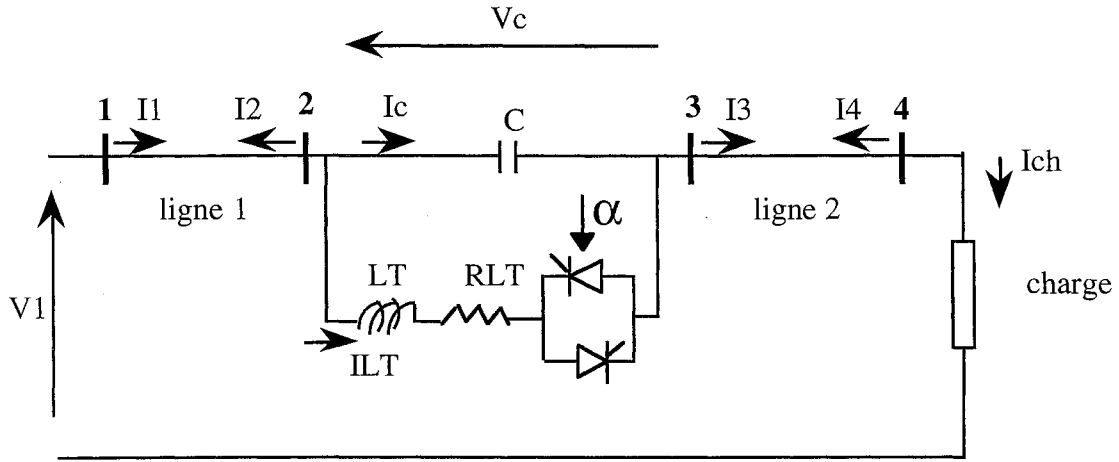 Vc
1 I1 I2 2 Ic C 3 I3 I4 4
Ich
ligne 1 α ligne 2
LT RLT
charge
V1
ILT